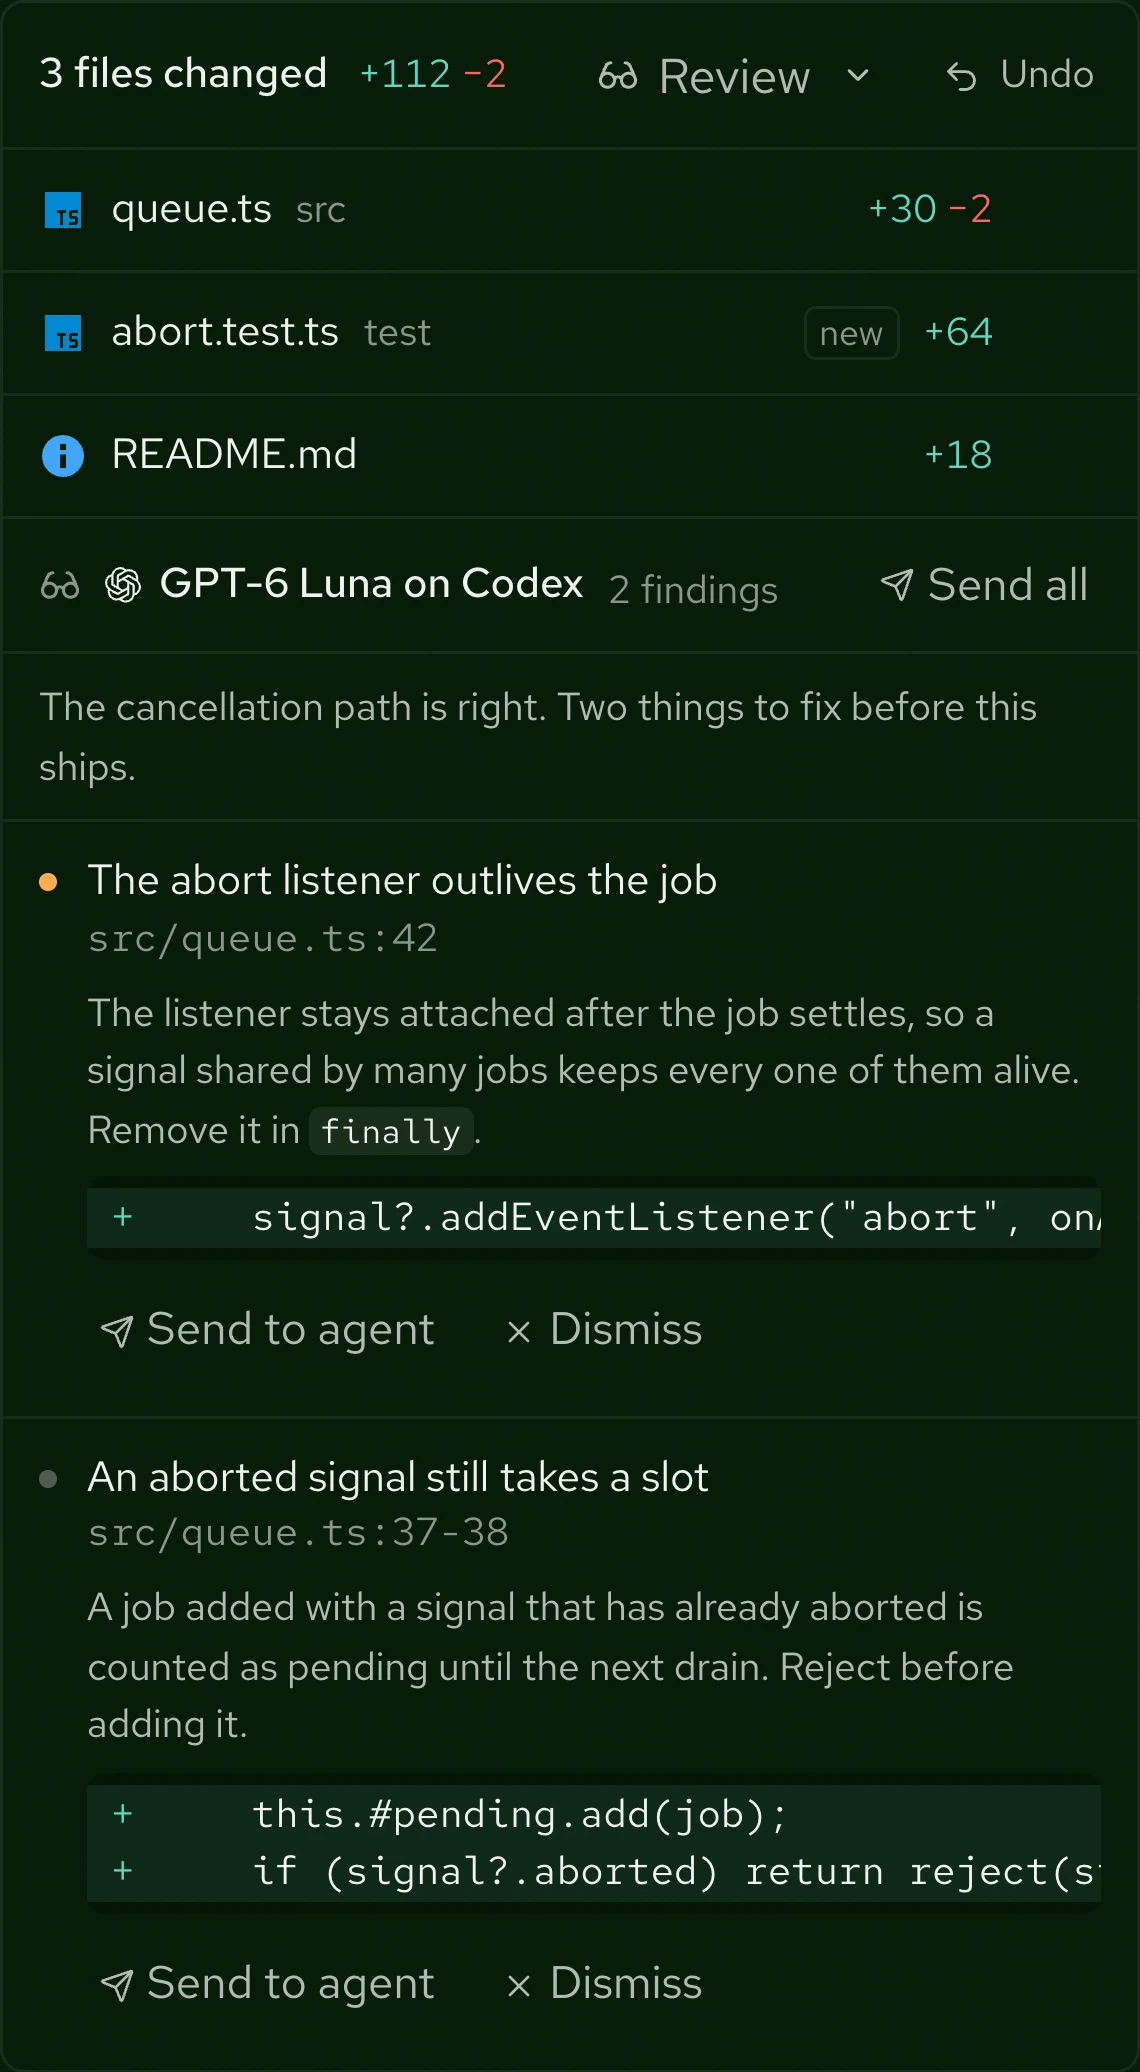 3 files changed +112 -2 Review Undo
TS queue.ts src +30 -2
TS abort.test.ts test new +64
README.md +18
GPT-6 Luna on Codex 2 findings Send all
The cancellation path is right. Two things to fix before this
ships.
The abort listener outlives the job
src/queue.ts:42
The listener stays attached after the job settles, so a
signal shared by many jobs keeps every one of them alive.
Remove it in finally.
+ signal?.addEventListener("abort", on
Send to agent × Dismiss
An aborted signal still takes a slot
src/queue.ts:37-38
A job added with a signal that has already aborted is
counted as pending until the next drain. Reject before
adding it.
+ this.#pending.add(job);
+ if (signal?.aborted) return reject(s
Send to agent × Dismiss